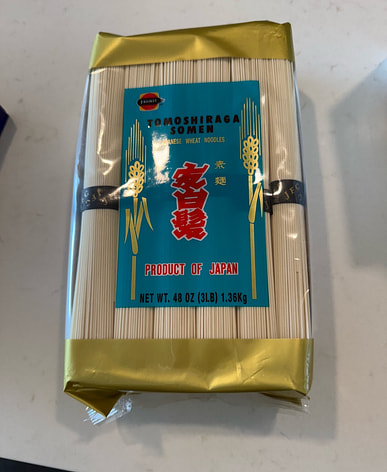 TOMOSHIRAGA
SOMEN
JAPANESE WHEAT NOODLES
素麺
友白髪
PRODUCT OF JAPAN
NET WT. 48 OZ (3LB) 1.36Kg